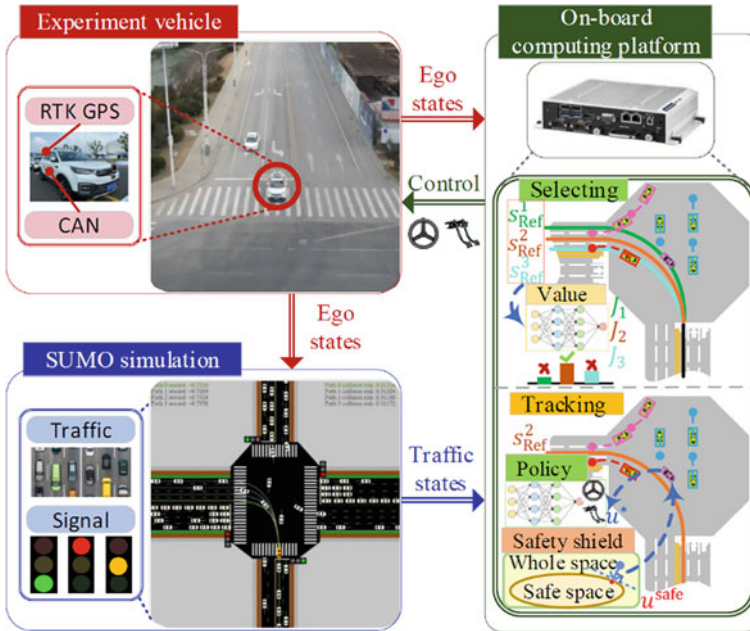 Experiment vehicle
RTK GPS
CAN
Ego
states
Control
On-board
computing platform
Selecting
S¹Ref
S²Ref
S³Ref
Value
J₁
J₂
J₃
Ego
states
SUMO simulation
Traffic
Signal
Traffic
states
Tracking
S²Ref
Policy
u*
Safety shield
Whole space
Safe space
u^safe